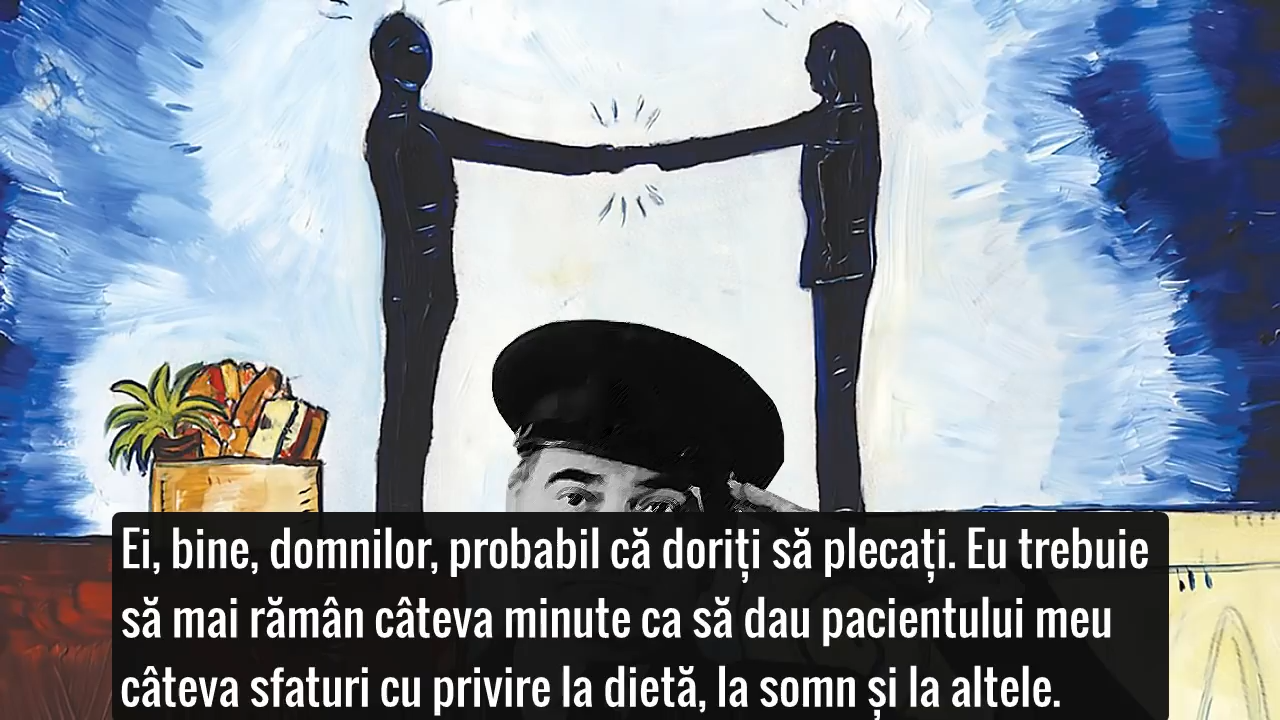 Ei, bine, domnilor, probabil că doriți să plecați. Eu trebuie
să mai rămân câteva minute ca să dau pacientului meu
câteva sfaturi cu privire la dietă, la somn și la altele.